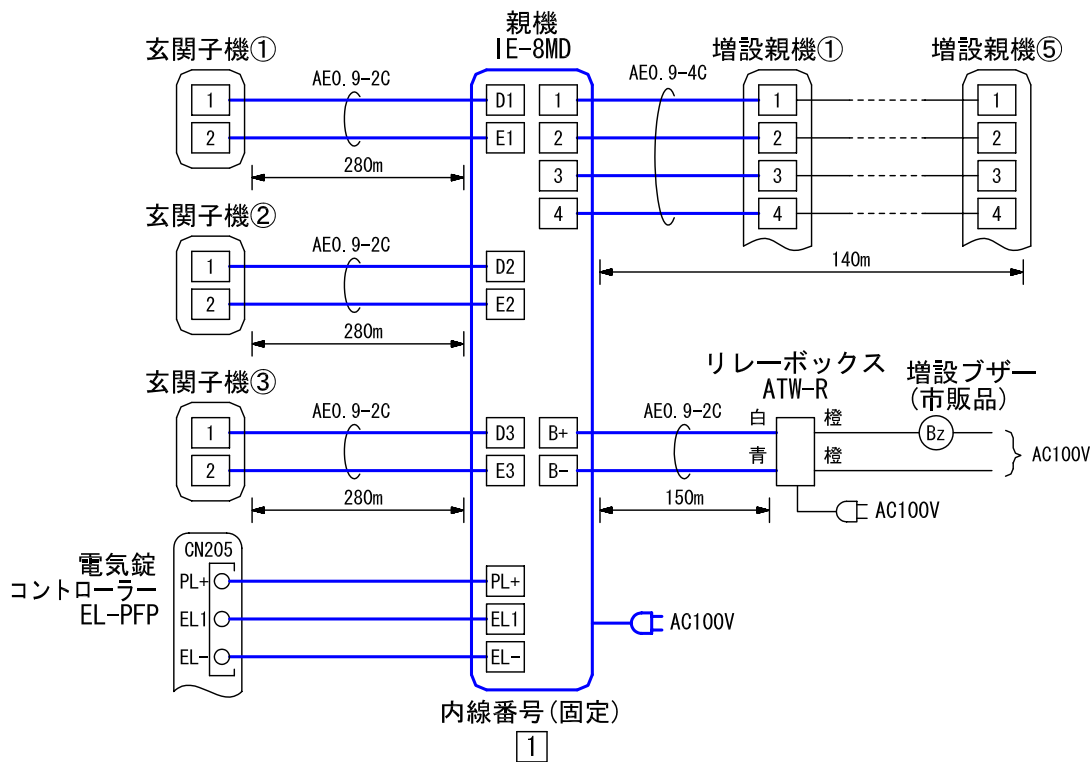 親機
IE-8MD
玄関子機①
1
2
AE0.9-2C
280m
D1
E1
玄関子機②
1
2
AE0.9-2C
280m
D2
E2
玄関子機③
1
2
AE0.9-2C
280m
D3
E3
電気錠
コントローラー
EL-PFP
CN205
PL+
EL1
EL-
PL+
EL1
EL-
1
2
3
4
AE0.9-4C
増設親機①
1
2
3
4
増設親機⑤
1
2
3
4
140m
B+
B-
AE0.9-2C
150m
リレーボックス
ATW-R
白
青
橙
橙
増設ブザー
(市販品)
Bz
AC100V
AC100V
AC100V
内線番号(固定)
1